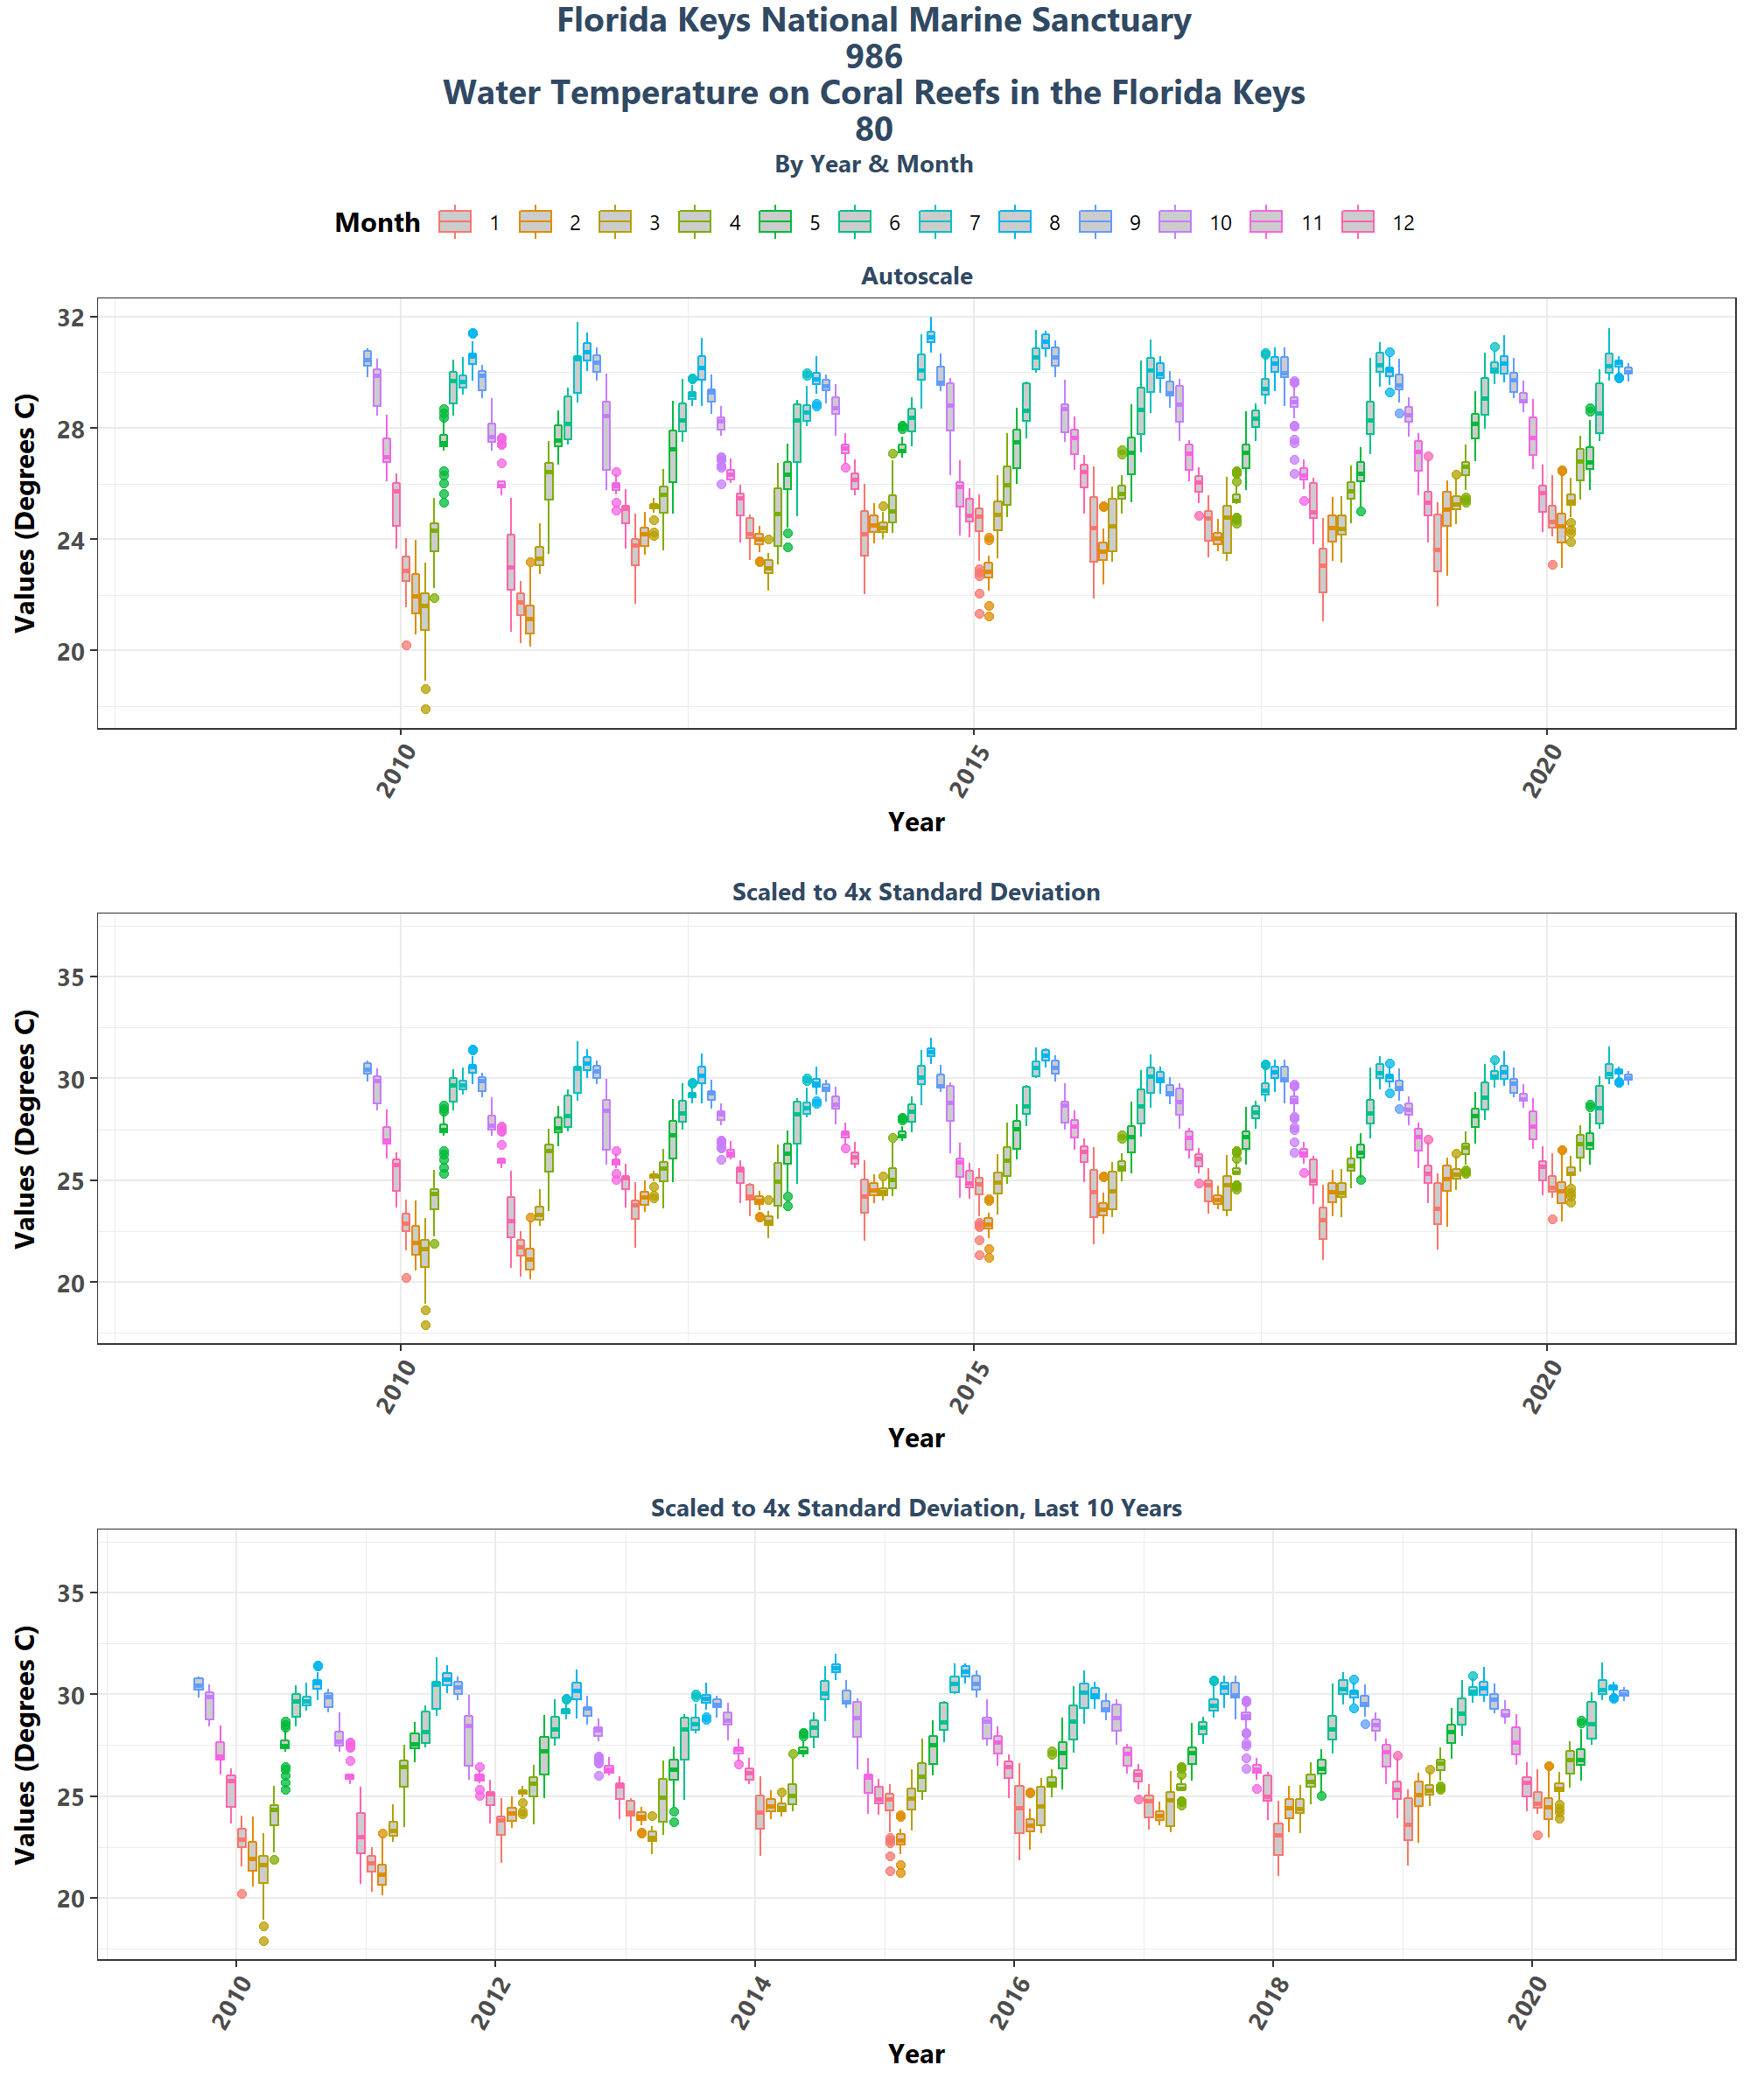 Florida Keys National Marine Sanctuary
986
Water Temperature on Coral Reefs in the Florida Keys
80
By Year & Month
Month 1 2 3 4 5 6 7 8 9 10 11 12
Autoscale
Values (Degrees C)
32
28
24
20
2010 2015 2020
Year
Scaled to 4x Standard Deviation
Values (Degrees C)
35
30
25
20
2010 2015 2020
Year
Scaled to 4x Standard Deviation, Last 10 Years
Values (Degrees C)
35
30
25
20
2010 2012 2014 2016 2018 2020
Year